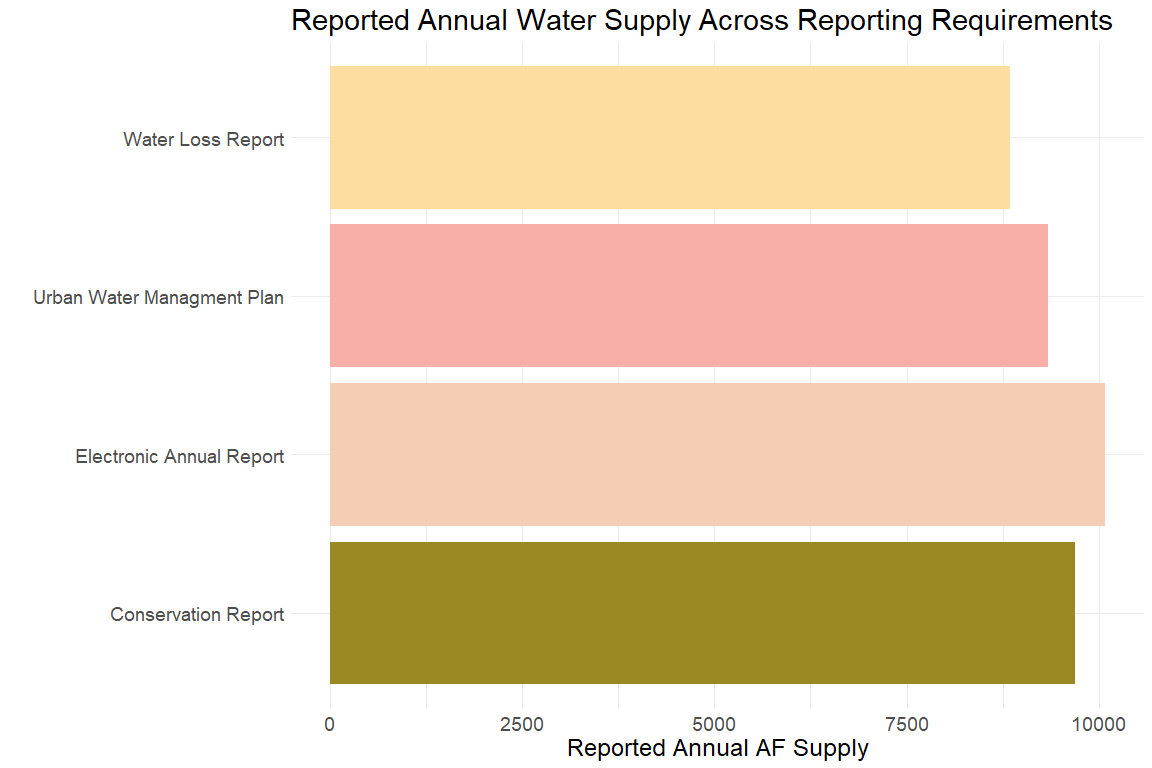 Reported Annual Water Supply Across Reporting Requirements
Water Loss Report
Urban Water Managment Plan
Electronic Annual Report
Conservation Report
0 2500 5000 7500 10000
Reported Annual AF Supply